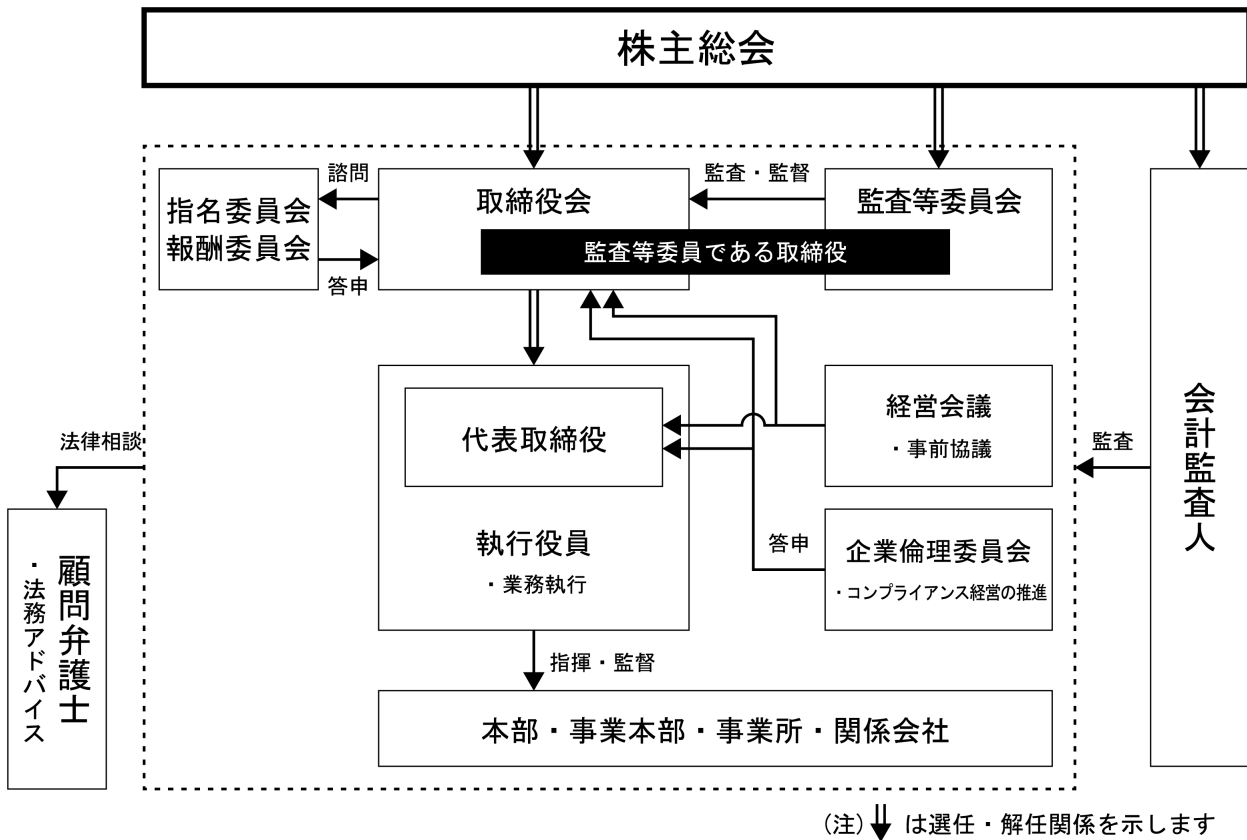 株主総会
諮問
指名委員会
報酬委員会
答申
取締役会
監査・監督
監査等委員会
監査等委員である取締役
代表取締役
執行役員
・業務執行
経営会議
・事前協議
答申
企業倫理委員会
・コンプライアンス経営の推進
指揮・監督
本部・事業本部・事業所・関係会社
監査
会計監査人
法律相談
顧問弁護士
・法務アドバイス
(注) は選任・解任関係を示します